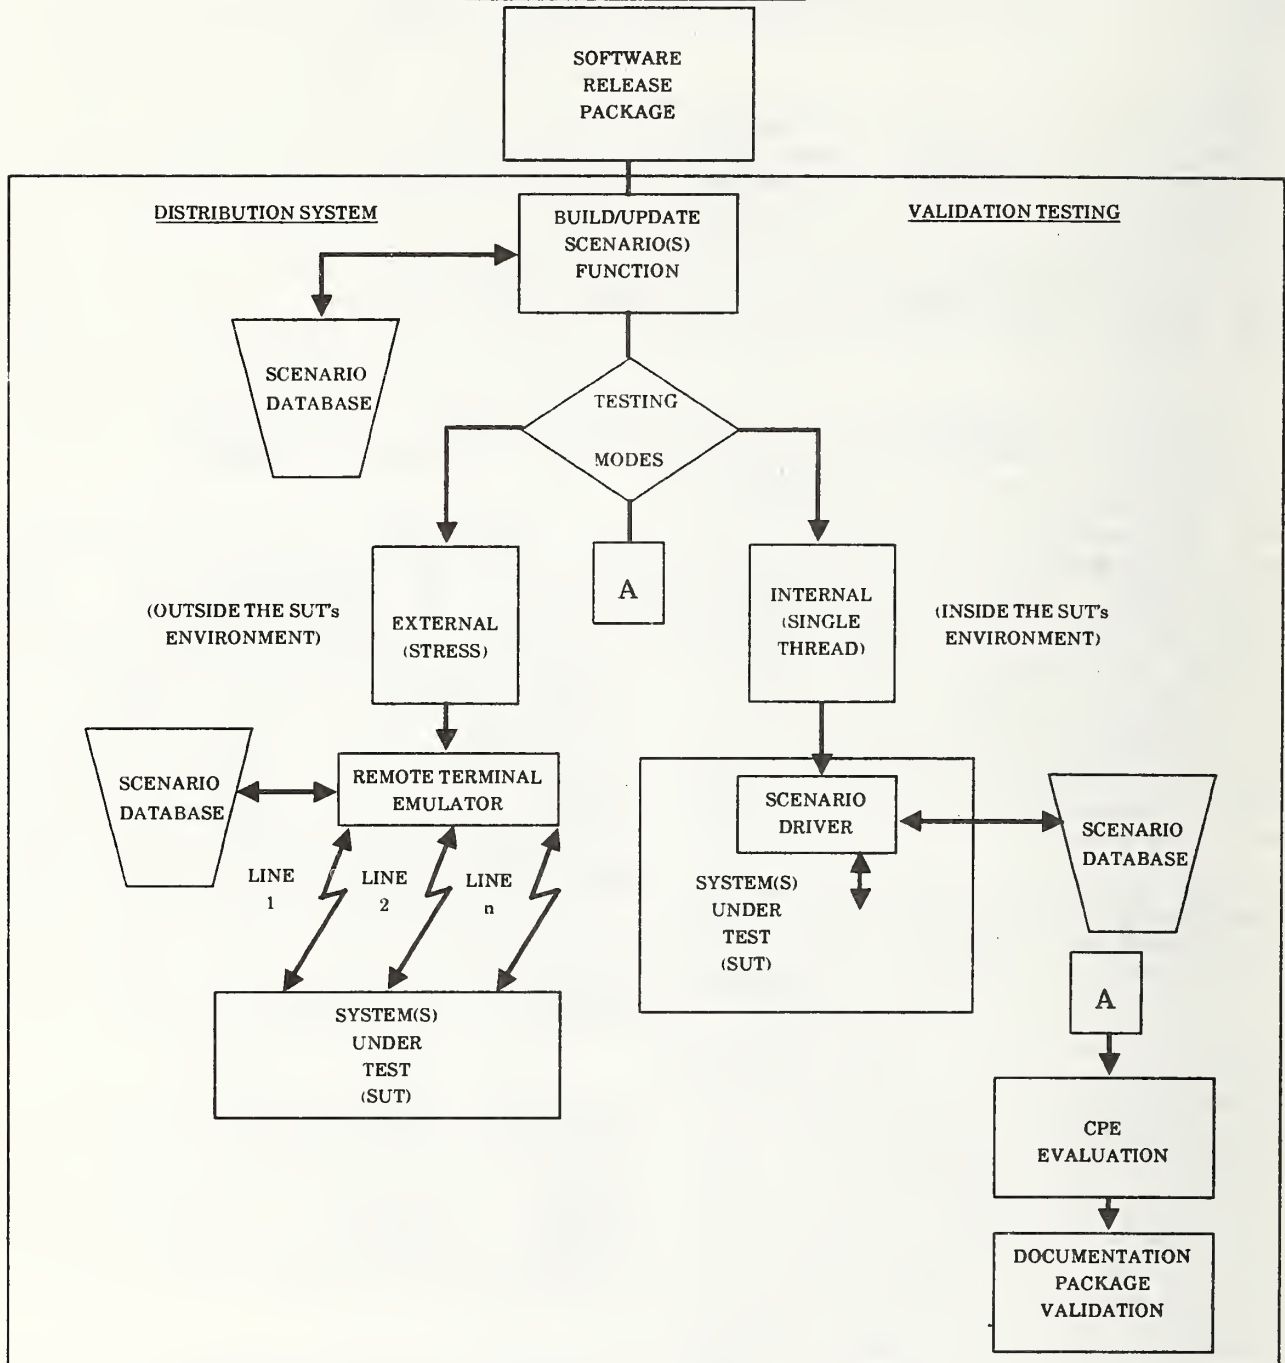 SOFTWARE
RELEASE
PACKAGE
DISTRIBUTION SYSTEM
BUILD/UPDATE
SCENARIO(S)
FUNCTION
VALIDATION TESTING
SCENARIO
DATABASE
TESTING
MODES
(OUTSIDE THE SUT's
ENVIRONMENT)
EXTERNAL
(STRESS)
A
INTERNAL
(SINGLE
THREAD)
(INSIDE THE SUT's
ENVIRONMENT)
SCENARIO
DATABASE
REMOTE TERMINAL
EMULATOR
SCENARIO
DRIVER
SCENARIO
DATABASE
LINE
1
LINE
2
LINE
n
SYSTEM(S)
UNDER
TEST
(SUT)
SYSTEM(S)
UNDER
TEST
(SUT)
A
CPE
EVALUATION
DOCUMENTATION
PACKAGE
VALIDATION